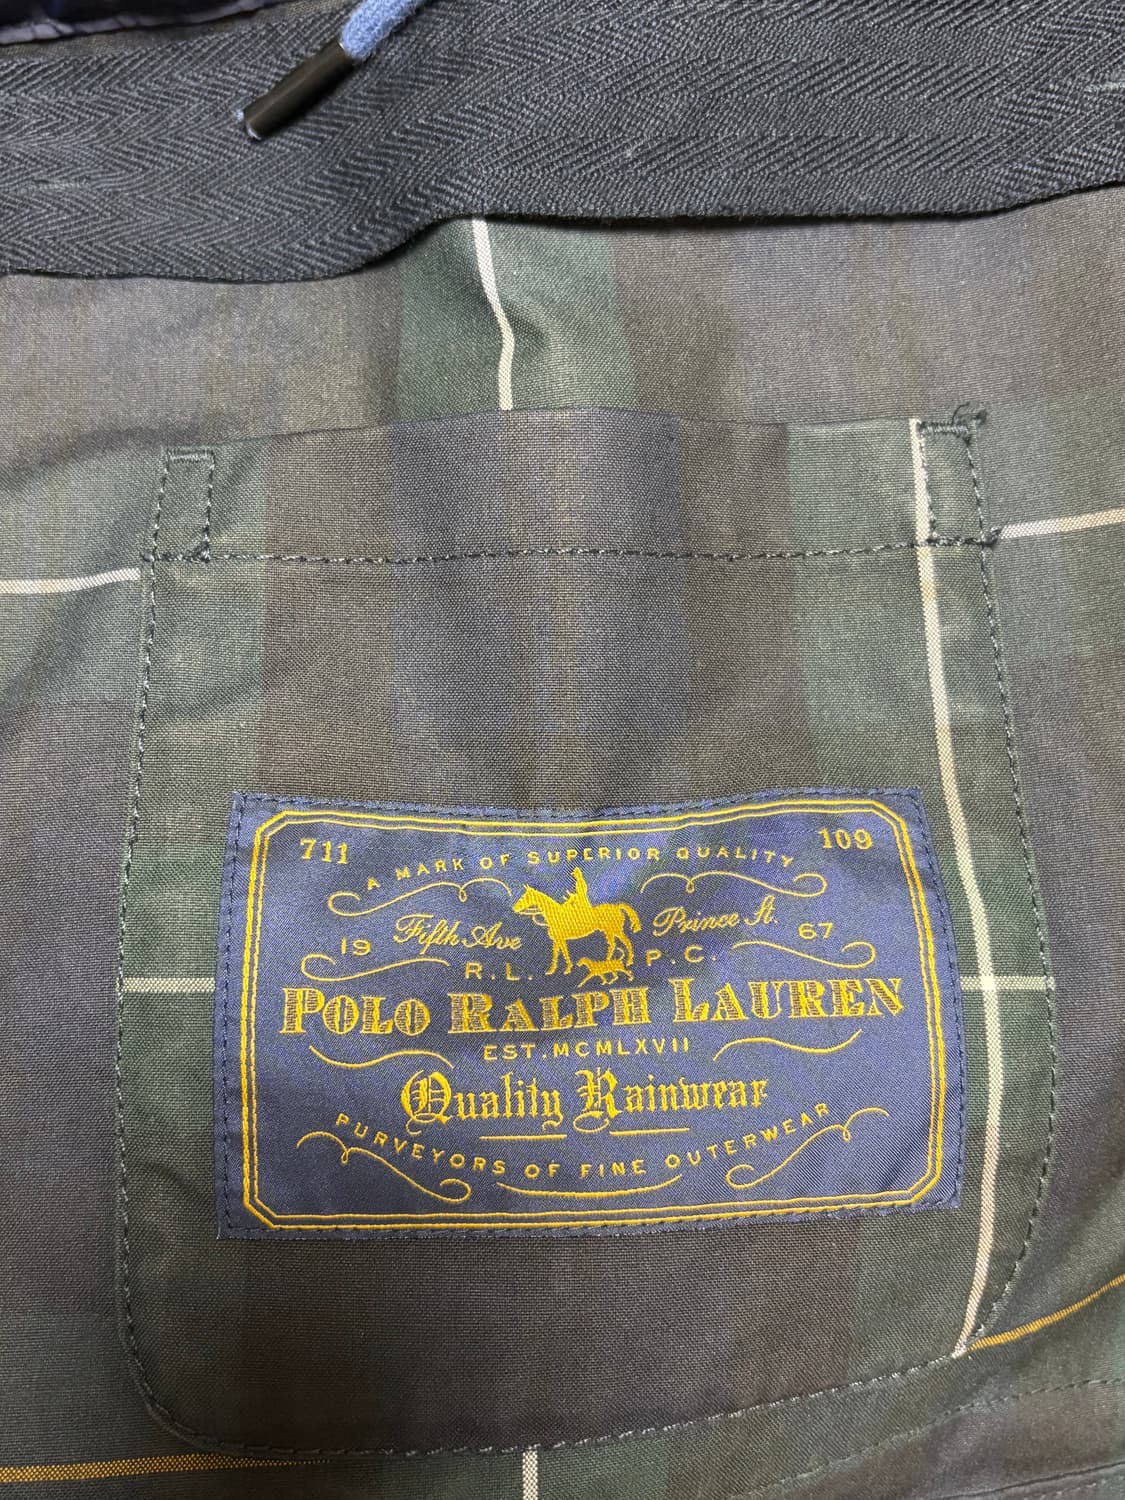 711 109
A MARK OF SUPERIOR QUALITY
Fifth Ave Prince St.
19 67
R.L. P.C.
POLO RALPH LAUREN
EST.MCMLXVII
Quality Rainwear
PURVEYORS OF FINE OUTERWEAR